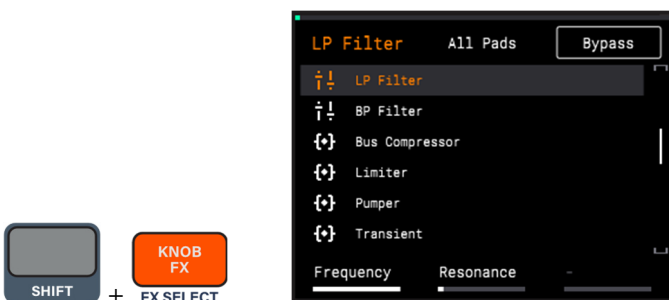 LP Filter All Pads Bypass
LP Filter
BP Filter
Bus Compressor
Limiter
Pumper
Transient
Frequency Resonance -
KNOB
FX
SHIFT + FX SELECT